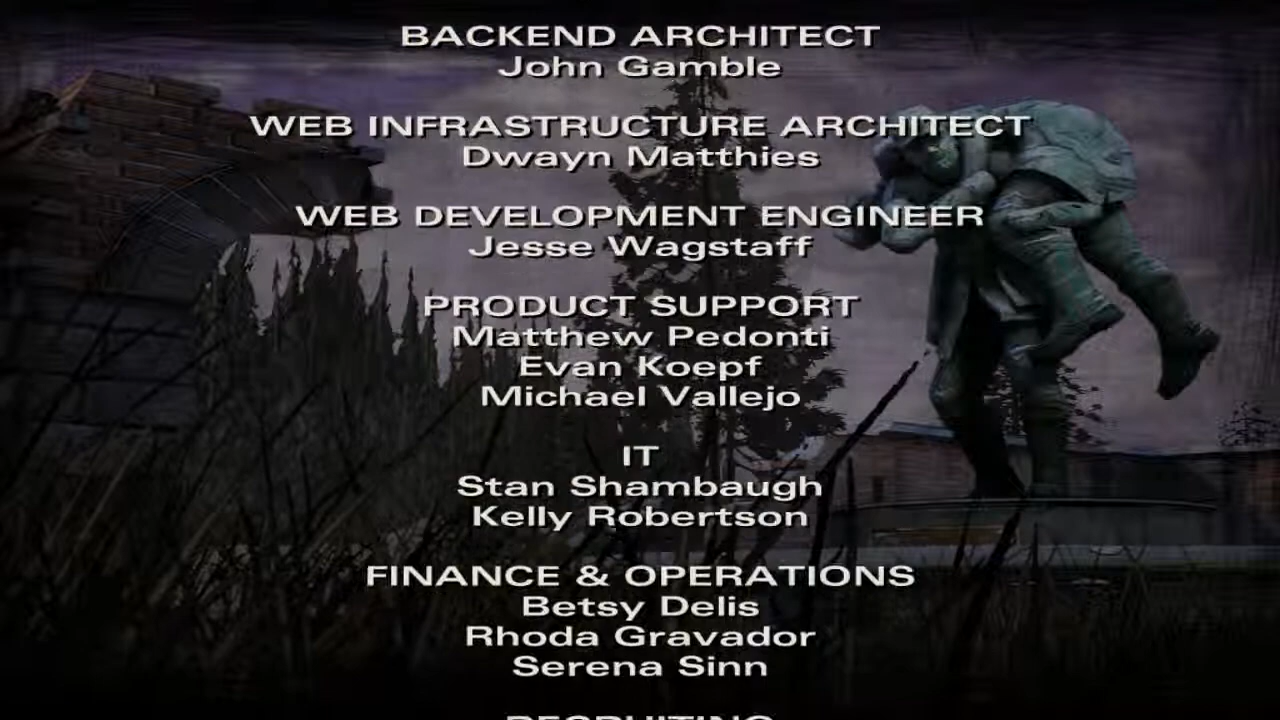 BACKEND ARCHITECT
John Gamble
WEB INFRASTRUCTURE ARCHITECT
Dwayn Matthies
WEB DEVELOPMENT ENGINEER
Jesse Wagstaff
PRODUCT SUPPORT
Matthew Pedonti
Evan Koepf
Michael Vallejo
IT
Stan Shambaugh
Kelly Robertson
FINANCE & OPERATIONS
Betsy Delis
Rhoda Gravador
Serena Sinn
RECRUITING